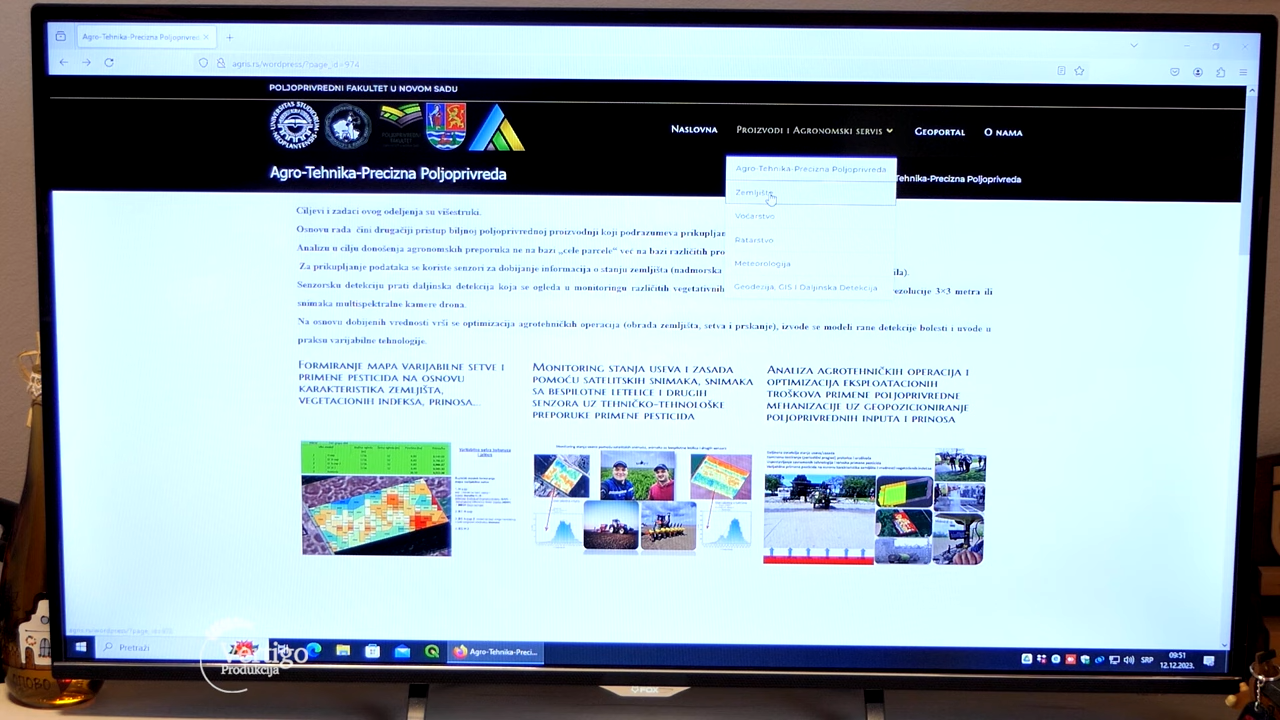 Agro-Tehnika-Precizna Poljoprivred
agris.rs/wordpress/?page_id=974
POLJOPRIVREDNI FAKULTET U NOVOM SADU
Naslovna
Proizvodi i Agronomski servis
Geoportal
O nama
Agro-Tehnika-Precizna Poljoprivreda
Tehnika-Precizna Poljoprivreda
Agro-Tehnika-Precizna Poljoprivreda
Zemljište
Voćarstvo
Ratarstvo
Meteorologija
Geodezija, GIS i Daljinska Detekcija
Ciljevi i zadaci ovog odeljenja su višestruki.
Osnovu rada čini drugačiji pristup biljnoj poljoprivrednoj proizvodnji koji podrazumeva prikupljan
Analizu u cilju donošenja agronomskih preporuka ne na bazi „cele parcele" već na bazi različitih pro
Za prikupljanje podataka se koriste senzori za dobijanje informacija o stanju zemljišta (nadmorska
ila).
Senzorsku detekciju prati daljinska detekcija koja se ogleda u monitoringu različitih vegetativnih
rezolucije 3×3 metra ili
snimaka multispektralne kamere drona.
Na osnovu dobijenih vrednosti vrši se optimizacija agrotehničkih operacija (obrada zemljišta, setva i prskanje), izvode se modeli rane detekcije bolesti i uvode u
praksu varijabilne tehnologije.
Formiranje mapa varijabilne setve i
primene pesticida na osnovu
karakteristika zemljišta,
vegetacionih indeksa, prinosa...
Monitoring stanja useva i zasada
pomoću satelitskih snimaka, snimaka
sa bespilotne letelice i drugih
senzora uz tehničko-tehnološke
preporuke primene pesticida
Analiza agrotehničkih operacija i
optimizacija eksploatacionih
troškova primene poljoprivredne
mehanizacije uz geopozicioniranje
poljoprivrednih inputa i prinosa
Pretraži
Agro-Tehnika-Preci...
SRP
09:51
12.12.2023.
Vertigo
Produkcija
FOX